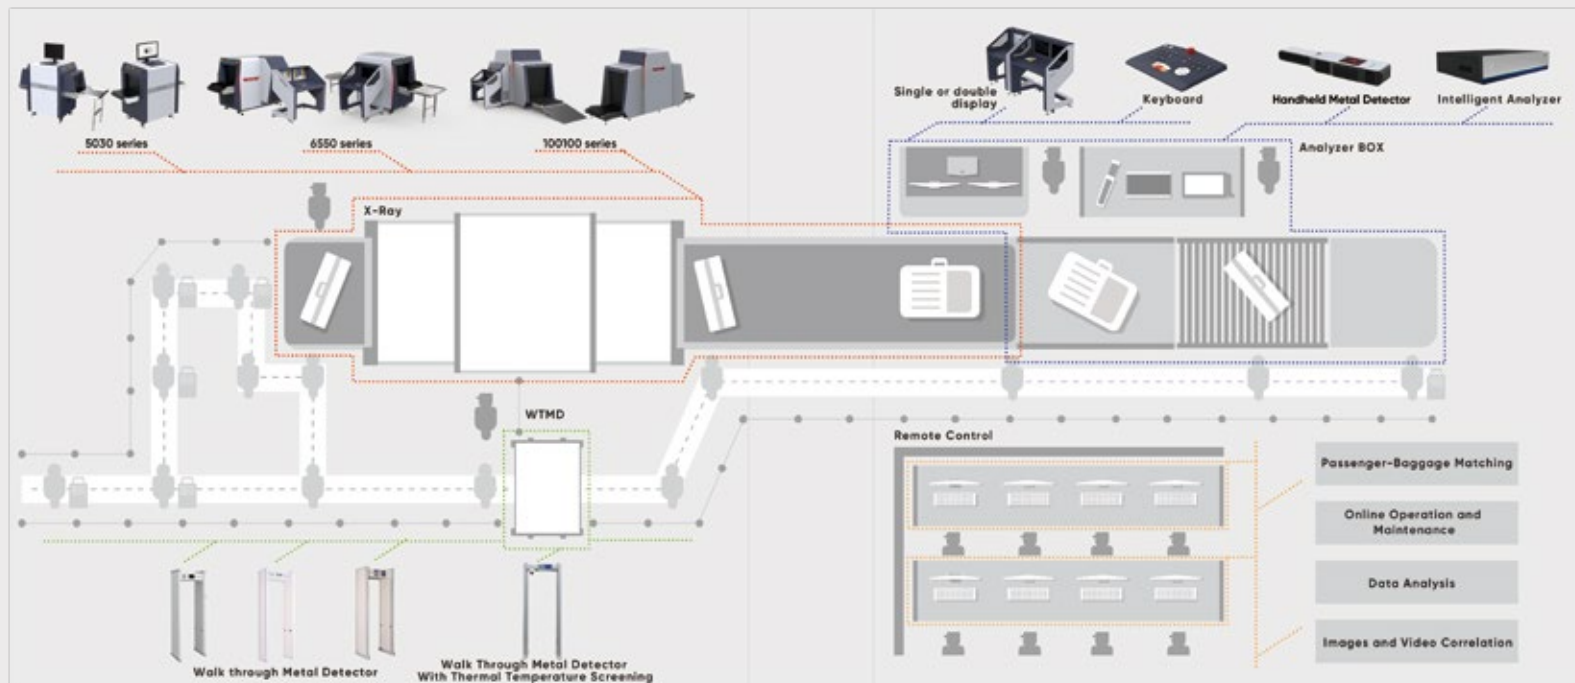 5030 series
6550 series
100100 series
Single or double
display
Keyboard
Handheld Metal Detector
Intelligent Analyzer
Analyzer BOX
X-Ray
WTMD
Remote Control
Passenger-Baggage Matching
Online Operation and
Maintenance
Data Analysis
Images and Video Correlation
Walk through Metal Detector
Walk Through Metal Detector
With Thermal Temperature Screening